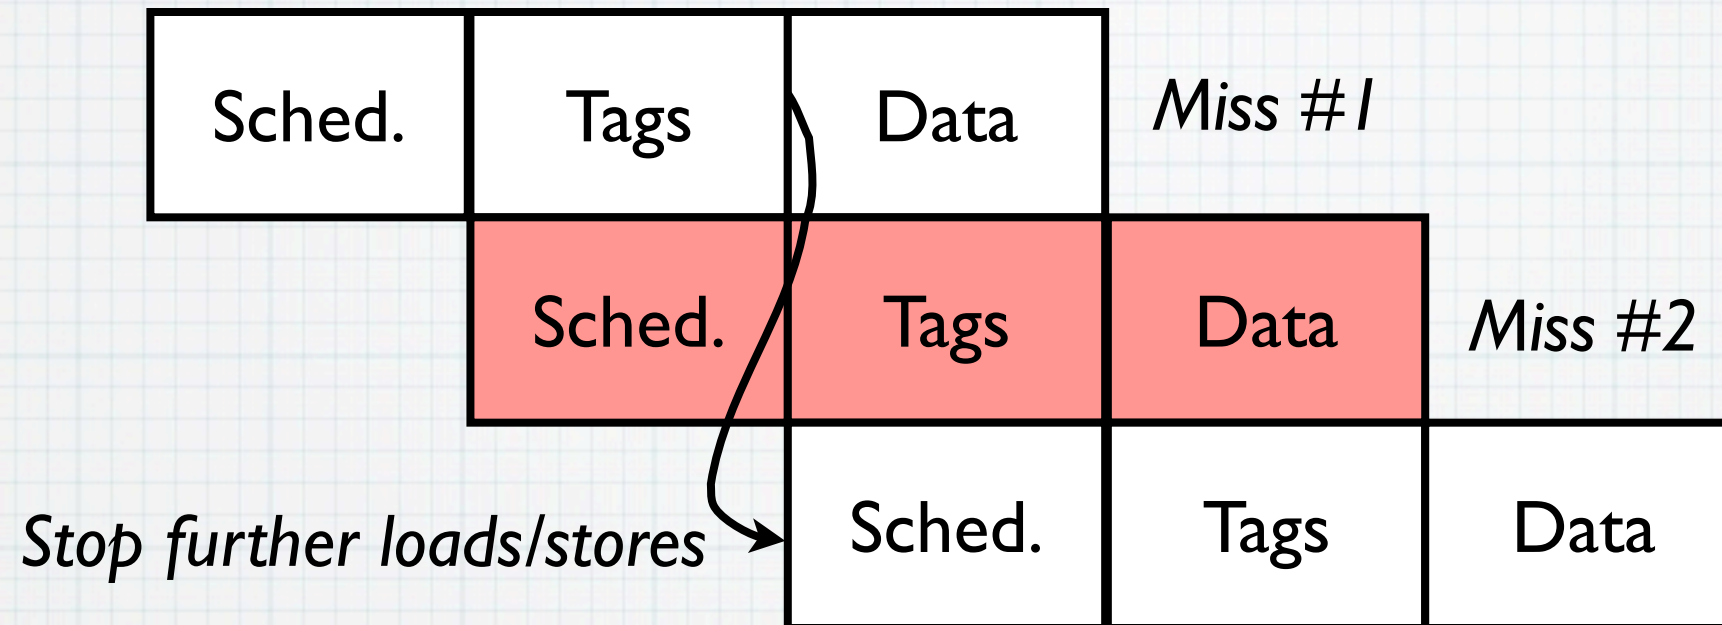 Sched. Tags Data Miss #1
Sched. Tags Data Miss #2
Stop further loads/stores Sched. Tags Data